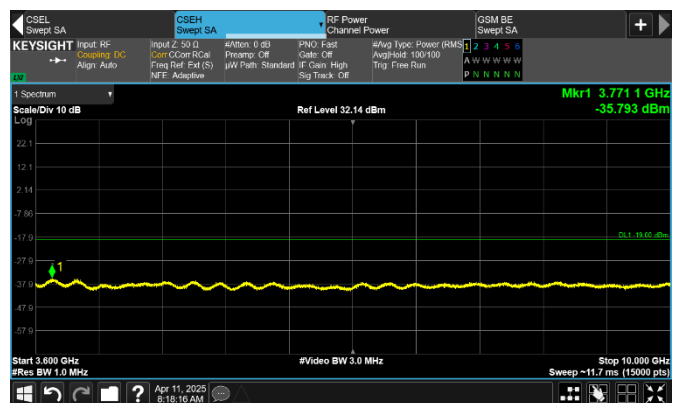 CSEL
Swept SA
CSEH
Swept SA
RF Power
Channel Power
GSM BE
Swept SA
+
KEYSIGHT
LXI
Input: RF
Coupling: DC
Align: Auto
Input Z: 50 Ω
Corr CCorr RCal
Freq Ref: Ext (S)
NFE: Adaptive
#Atten: 0 dB
Preamp: Off
µW Path: Standard
PNO: Fast
Gate: Off
IF Gain: High
Sig Track: Off
#Avg Type: Power (RMS)
Avg|Hold: 100/100
Trig: Free Run
1 2 3 4 5 6
A W W W W W
P N N N N N
1 Spectrum
Mkr1 3.771 1 GHz
-35.793 dBm
Scale/Div 10 dB
Ref Level 32.14 dBm
Log
22.1
12.1
2.14
-7.86
-17.9
DL1 -19.00 dBm
-27.9
1
-37.9
-47.9
-57.9
Start 3.600 GHz
#Video BW 3.0 MHz
Stop 10.000 GHz
#Res BW 1.0 MHz
Sweep ~11.7 ms (15000 pts)
?
Apr 11, 2025
8:18:16 AM